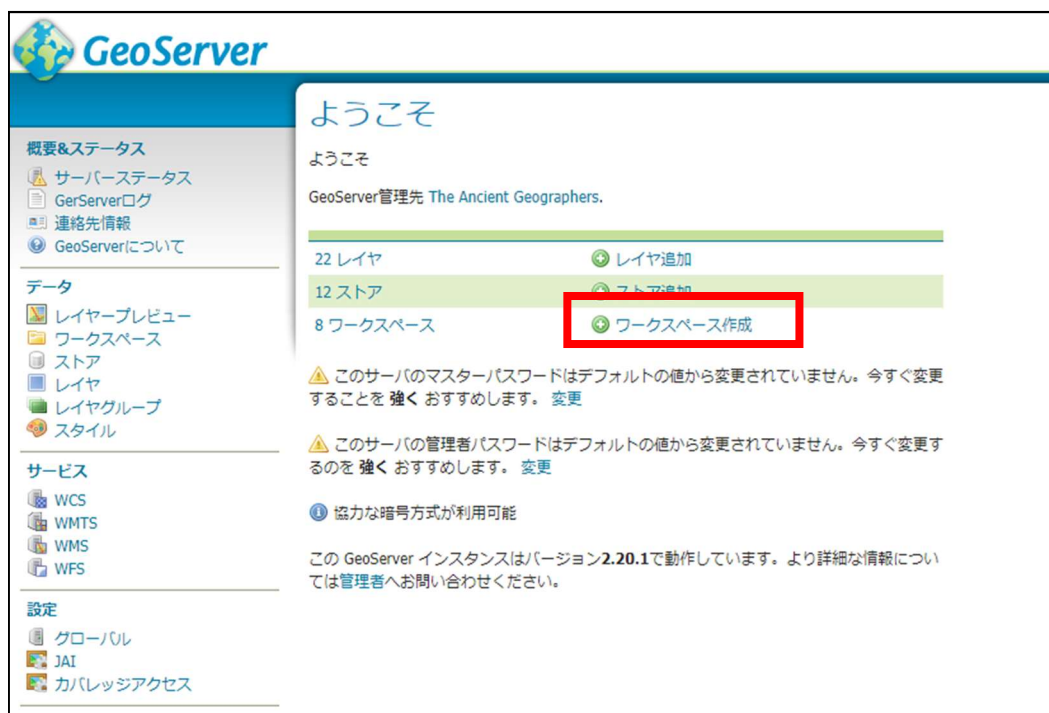 GeoServer
ようこそ
概要&ステータス
サーバーステータス
GerServerログ
連絡先情報
GeoServerについて
データ
レイヤープレビュー
ワークスペース
ストア
レイヤ
レイヤグループ
スタイル
サービス
WCS
WMTS
WMS
WFS
設定
グローバル
JAI
カバレッジアクセス
ようこそ
GeoServer管理先 The Ancient Geographers.
22 レイヤ レイヤ追加
12 ストア ストア追加
8 ワークスペース ワークスペース作成
このサーバのマスターパスワードはデフォルトの値から変更されていません。今すぐ変更
することを 強く おすすめします。 変更
このサーバの管理者パスワードはデフォルトの値から変更されていません。今すぐ変更す
るのを 強く おすすめします。 変更
協力な暗号方式が利用可能
この GeoServer インスタンスはバージョン2.20.1で動作しています。より詳細な情報につい
ては管理者へお問い合わせください。